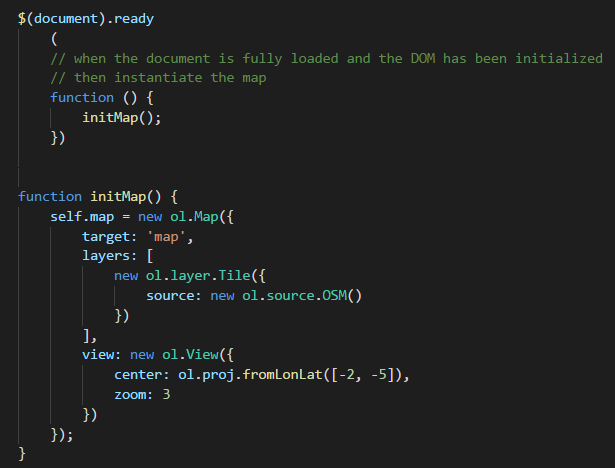 $(document).ready
    (
    // when the document is fully loaded and the DOM has been initialized
    // then instantiate the map
    function () {
        initMap();
    })
function initMap() {
    self.map = new ol.Map({
        target: 'map',
        layers: [
            new ol.layer.Tile({
                source: new ol.source.OSM()
            })
        ],
        view: new ol.View({
            center: ol.proj.fromLonLat([-2, -5]),
            zoom: 3
        })
    });
}